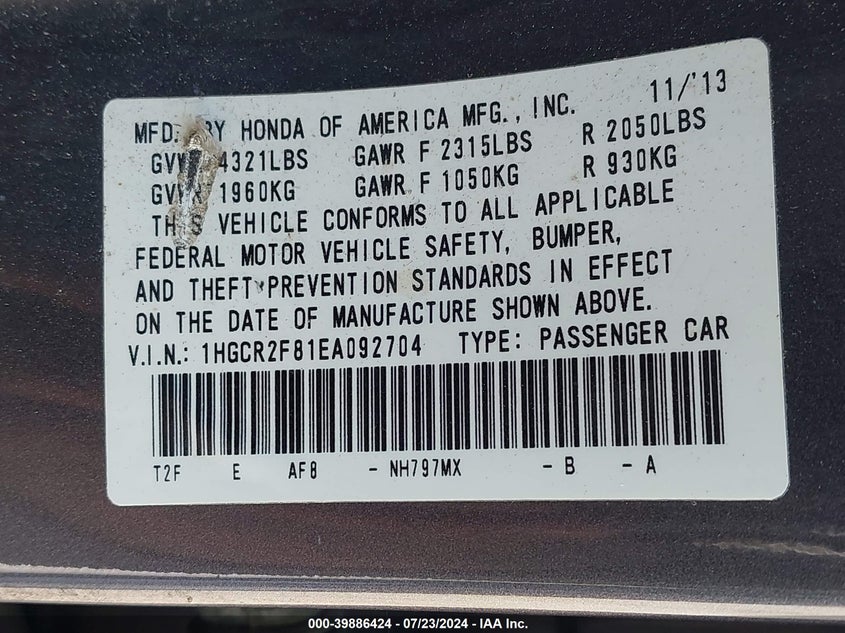 MFD. BY HONDA OF AMERICA MFG., INC. 11/'13
GVWR 4321LBS GAWR F 2315LBS R 2050LBS
GVWR 1960KG GAWR F 1050KG R 930KG
THIS VEHICLE CONFORMS TO ALL APPLICABLE
FEDERAL MOTOR VEHICLE SAFETY, BUMPER,
AND THEFT PREVENTION STANDARDS IN EFFECT
ON THE DATE OF MANUFACTURE SHOWN ABOVE.
V.I.N.: 1HGCR2F81EA092704 TYPE: PASSENGER CAR
T2F E AF8 - NH797MX - B - A
000-39886424 / 07/23/2024 / IAA Inc.